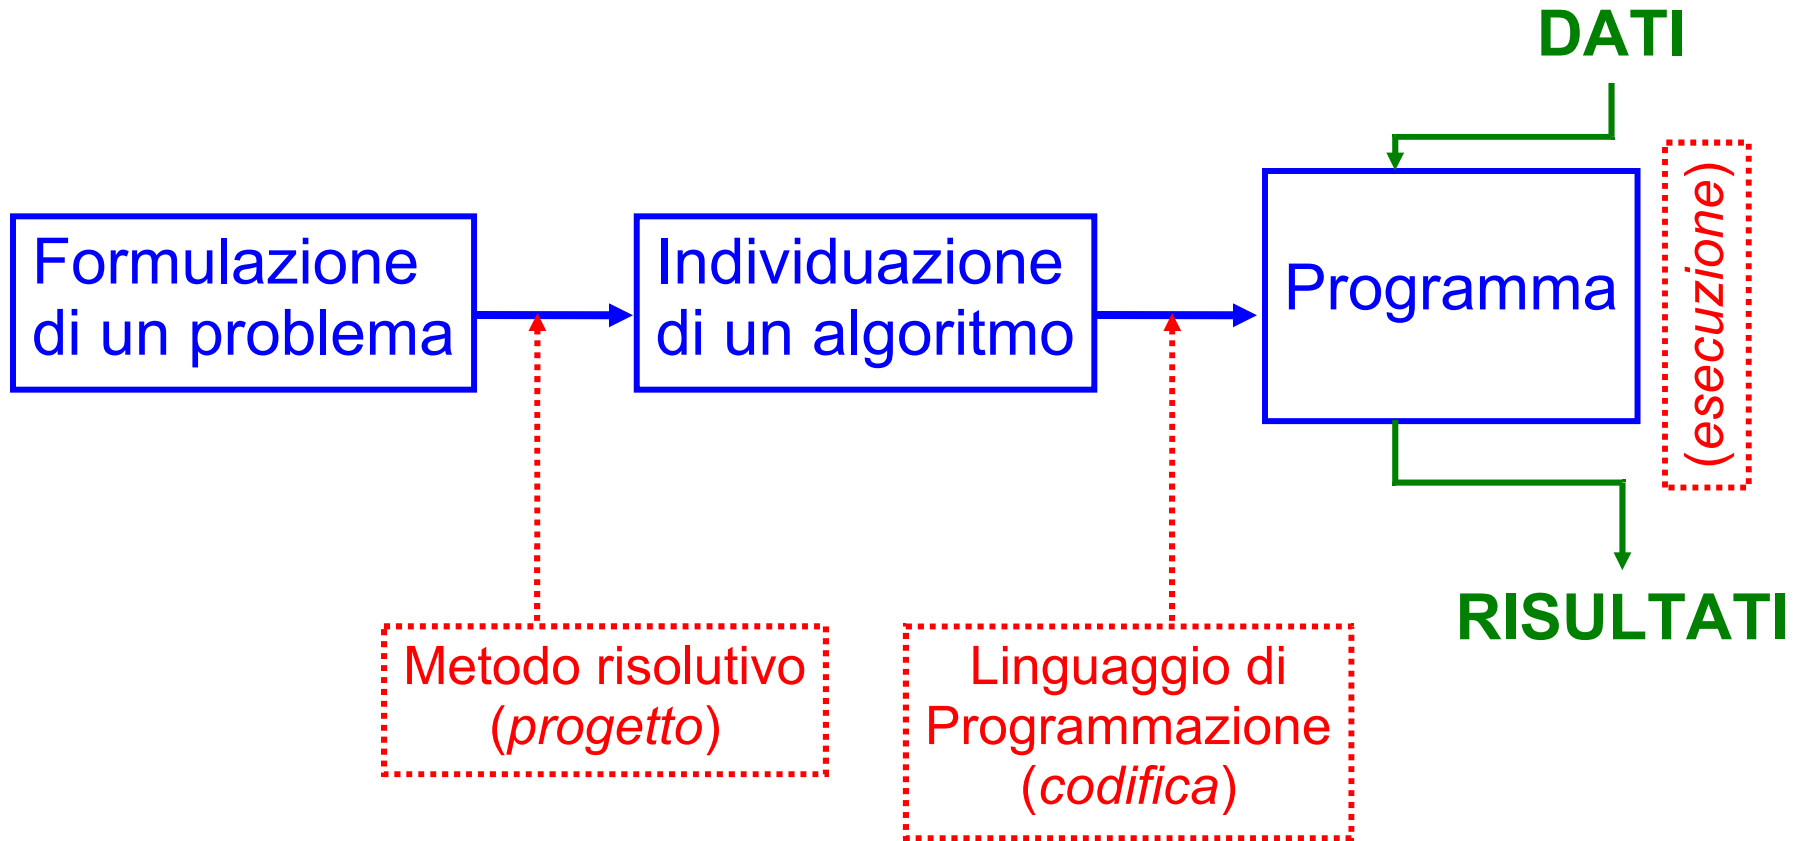 DATI
Formulazione
di un problema
Individuazione
di un algoritmo
Programma
(esecuzione)
RISULTATI
Metodo risolutivo
(progetto)
Linguaggio di
Programmazione
(codifica)